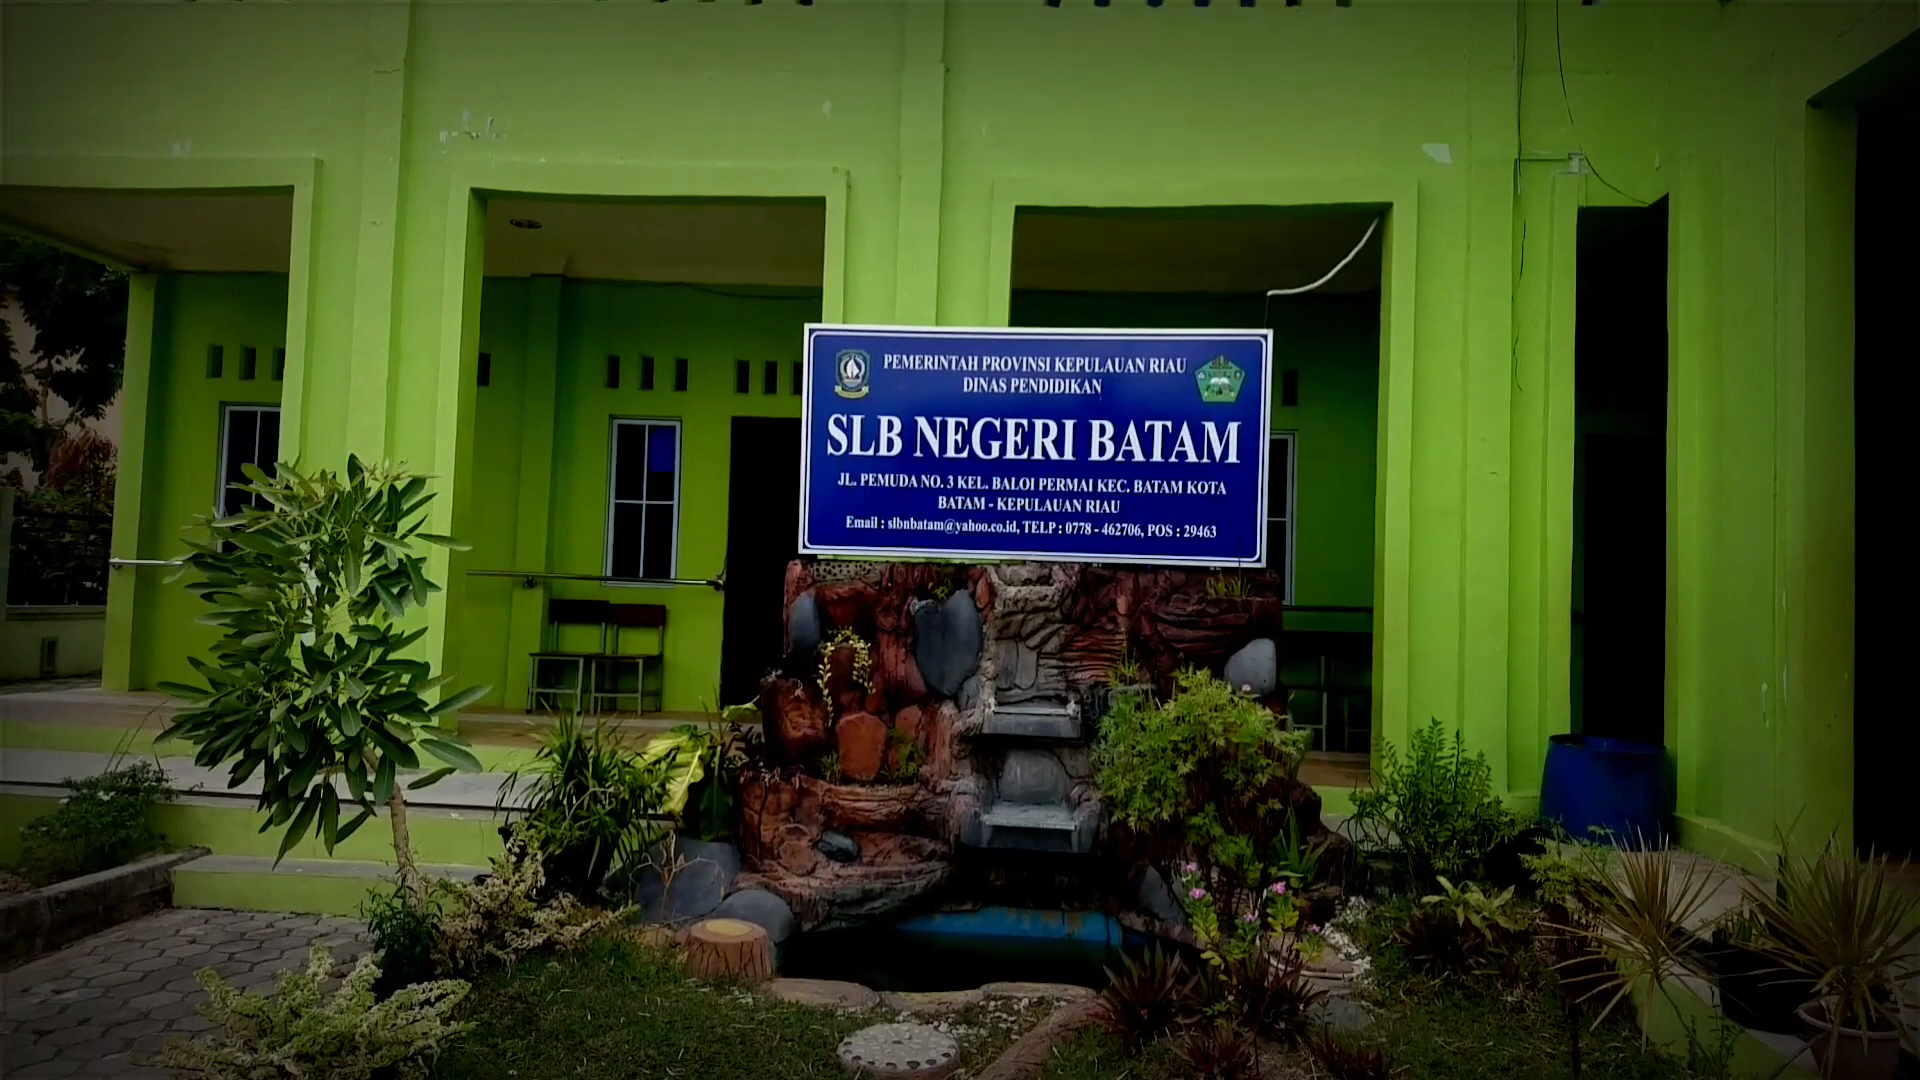 PEMERINTAH PROVINSI KEPULAUAN RIAU
DINAS PENDIDIKAN
SLB NEGERI BATAM
JL. PEMUDA NO. 3 KEL. BALOI PERMAI KEC. BATAM KOTA
BATAM - KEPULAUAN RIAU
Email : slbnbatam@yahoo.co.id, TELP : 0778 - 462706, POS : 29463